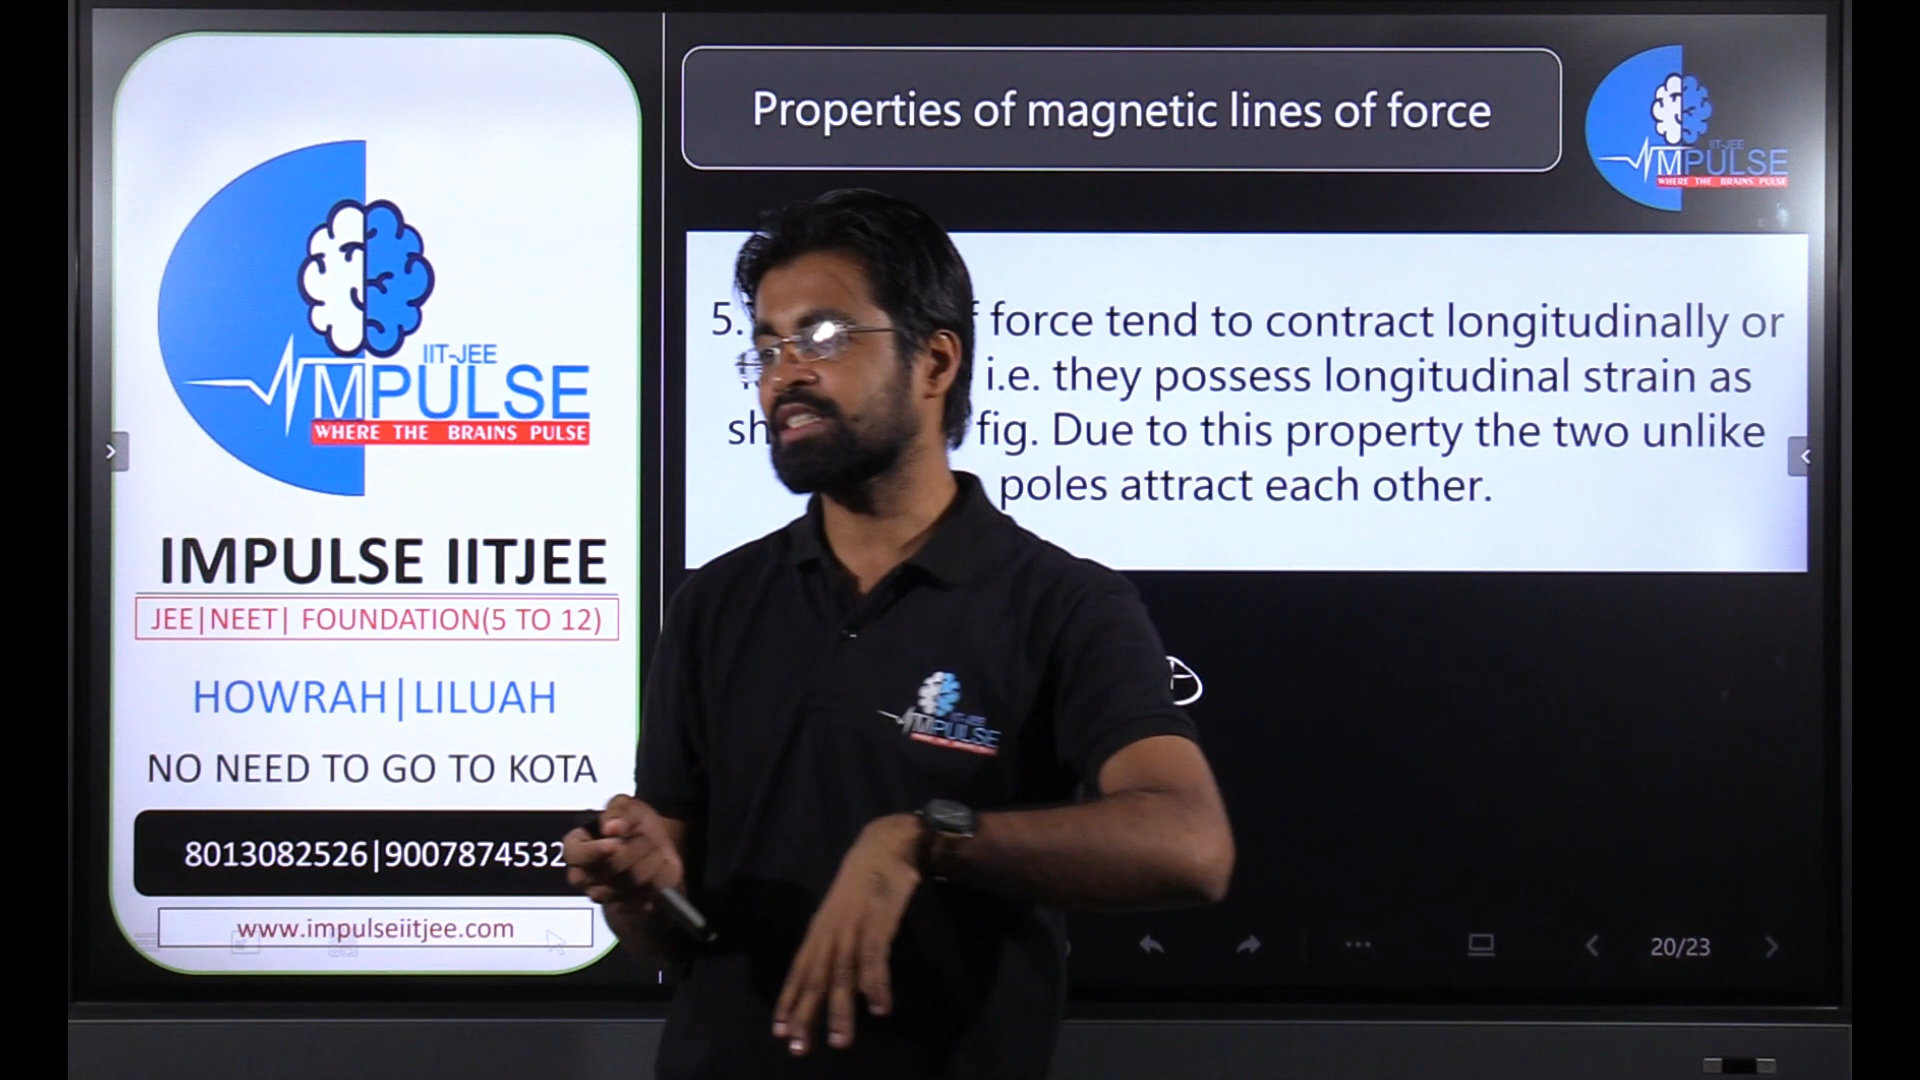 IIT-JEE
MPULSE
WHERE THE BRAINS PULSE
IMPULSE IITJEE
JEE|NEET| FOUNDATION(5 TO 12)
HOWRAH|LILUAH
NO NEED TO GO TO KOTA
8013082526|9007874532
www.impulseiitjee.com
Properties of magnetic lines of force
IIT-JEE
MPULSE
WHERE THE BRAINS PULSE
5. force tend to contract longitudinally or
i.e. they possess longitudinal strain as
fig. Due to this property the two unlike
poles attract each other.
IIT-JEE
MPULSE
20/23